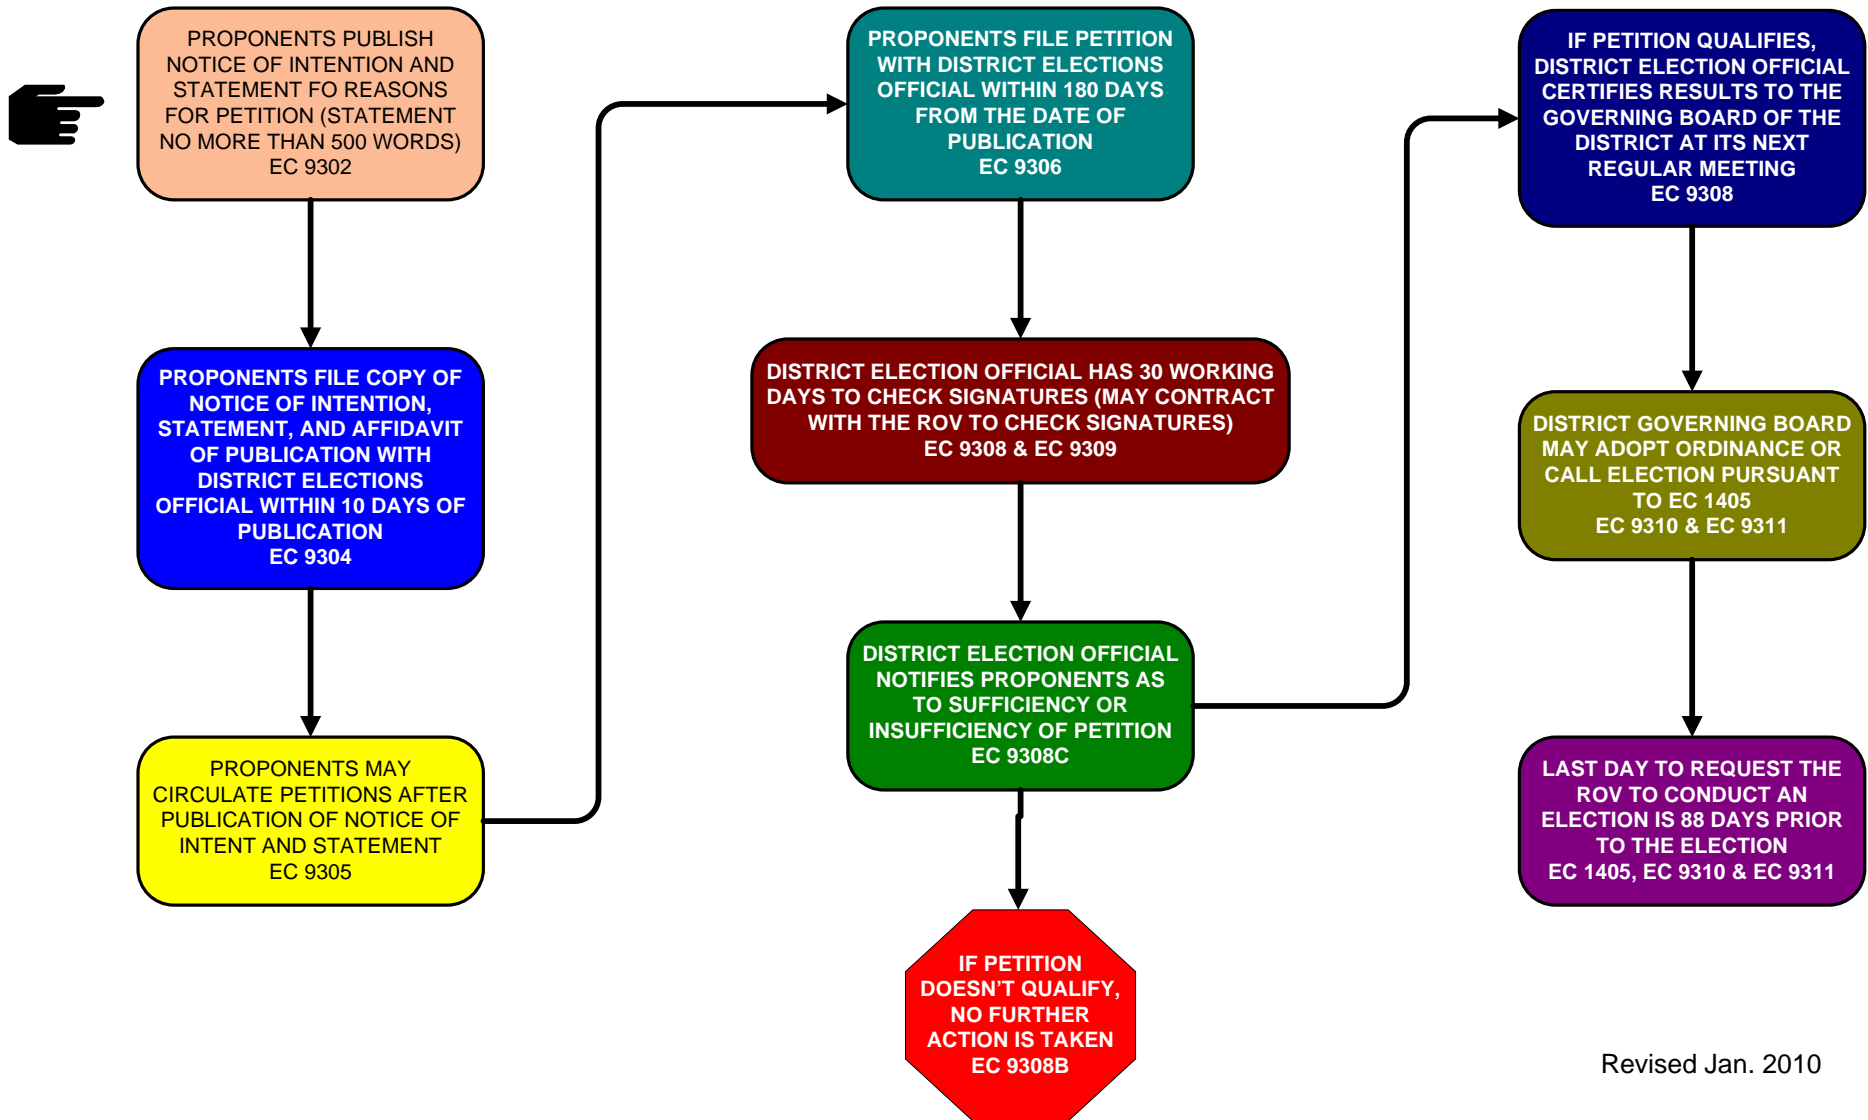 PROPONENTS PUBLISH
NOTICE OF INTENTION AND
STATEMENT FO REASONS
FOR PETITION (STATEMENT
NO MORE THAN 500 WORDS)
EC 9302
PROPONENTS FILE COPY OF
NOTICE OF INTENTION,
STATEMENT, AND AFFIDAVIT
OF PUBLICATION WITH
DISTRICT ELECTIONS
OFFICIAL WITHIN 10 DAYS OF
PUBLICATION
EC 9304
PROPONENTS MAY
CIRCULATE PETITIONS AFTER
PUBLICATION OF NOTICE OF
INTENT AND STATEMENT
EC 9305
PROPONENTS FILE PETITION
WITH DISTRICT ELECTIONS
OFFICIAL WITHIN 180 DAYS
FROM THE DATE OF
PUBLICATION
EC 9306
DISTRICT ELECTION OFFICIAL HAS 30 WORKING
DAYS TO CHECK SIGNATURES (MAY CONTRACT
WITH THE ROV TO CHECK SIGNATURES)
EC 9308 & EC 9309
DISTRICT ELECTION OFFICIAL
NOTIFIES PROPONENTS AS
TO SUFFICIENCY OR
INSUFFICIENCY OF PETITION
EC 9308C
IF PETITION
DOESN’T QUALIFY,
NO FURTHER
ACTION IS TAKEN
EC 9308B
IF PETITION QUALIFIES,
DISTRICT ELECTION OFFICIAL
CERTIFIES RESULTS TO THE
GOVERNING BOARD OF THE
DISTRICT AT ITS NEXT
REGULAR MEETING
EC 9308
DISTRICT GOVERNING BOARD
MAY ADOPT ORDINANCE OR
CALL ELECTION PURSUANT
TO EC 1405
EC 9310 & EC 9311
LAST DAY TO REQUEST THE
ROV TO CONDUCT AN
ELECTION IS 88 DAYS PRIOR
TO THE ELECTION
EC 1405, EC 9310 & EC 9311
Revised Jan. 2010